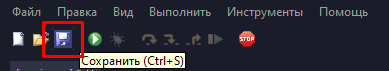 Файл Правка Вид Выполнить Инструменты Помощь
STOP
Сохранить (Ctrl+S)